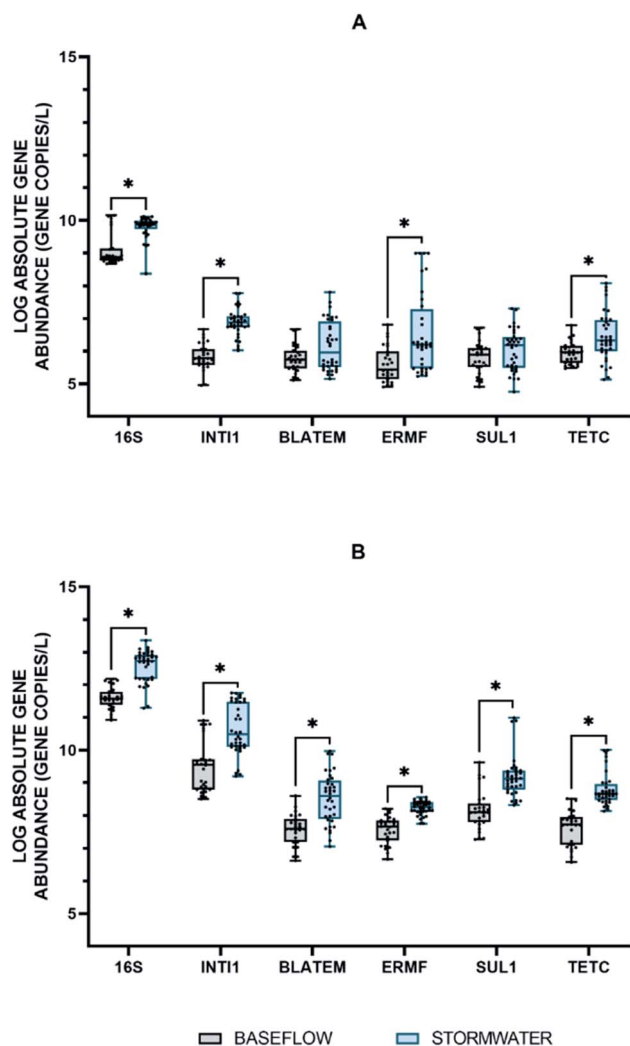 A
LOG ABSOLUTE GENE
ABUNDANCE (GENE COPIES/L)
15
10
5
*
*
*
*
16S INTI1 BLATEM ERMF SUL1 TETC
B
LOG ABSOLUTE GENE
ABUNDANCE (GENE COPIES/L)
15
10
5
*
*
*
*
*
*
16S INTI1 BLATEM ERMF SUL1 TETC
BASEFLOW STORMWATER